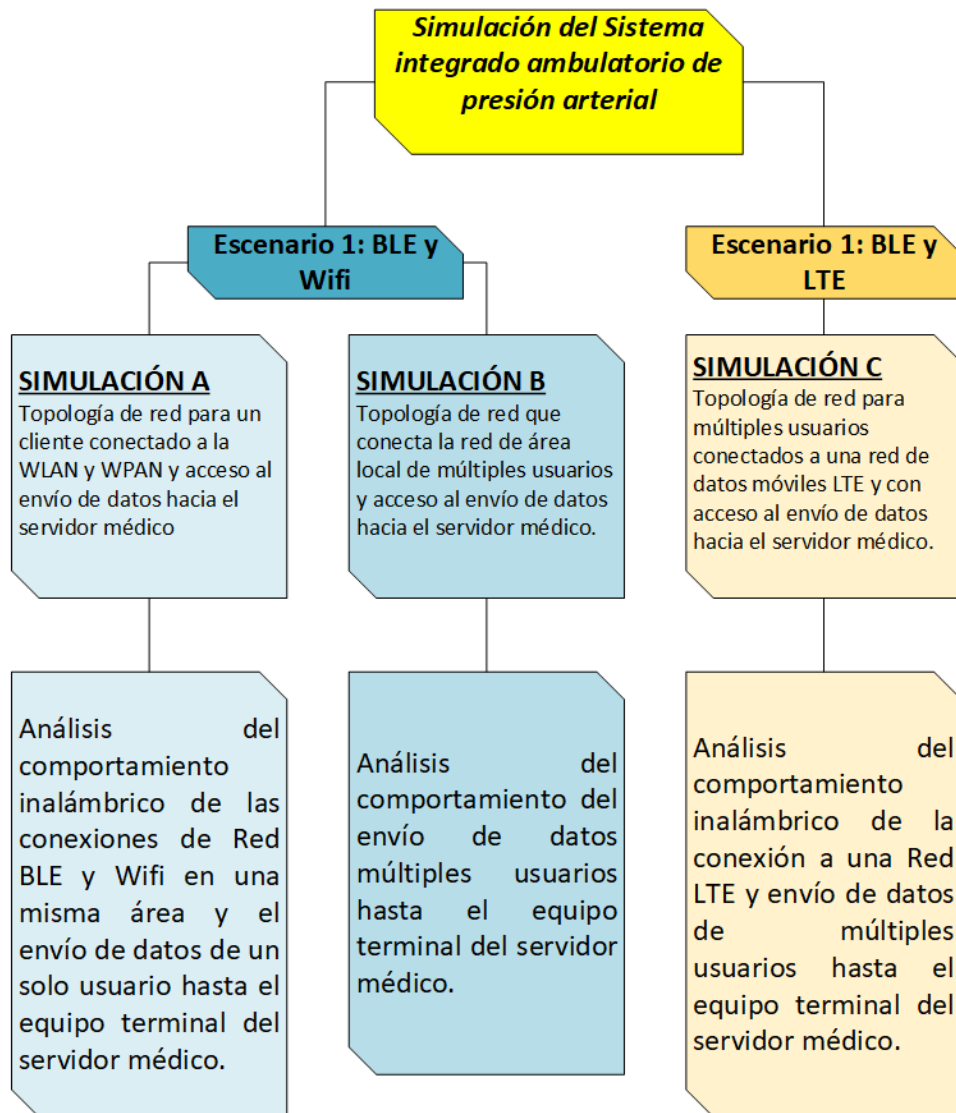 Simulación del Sistema
integrado ambulatorio de
presión arterial
Escenario 1: BLE y
Wifi
Escenario 1: BLE y
LTE
SIMULACIÓN A
Topología de red para un
cliente conectado a la
WLAN y WPAN y acceso al
envío de datos hacia el
servidor médico
SIMULACIÓN B
Topología de red que
conecta la red de área
local de múltiples usuarios
y acceso al envío de datos
hacia el servidor médico.
SIMULACIÓN C
Topología de red para
múltiples usuarios
conectados a una red de
datos móviles LTE y con
acceso al envío de datos
hacia el servidor médico.
Análisis del
comportamiento
inalámbrico de las
conexiones de Red
BLE y Wifi en una
misma área y el
envío de datos de un
solo usuario hasta el
equipo terminal del
servidor médico.
Análisis del
comportamiento del
envío de datos
múltiples usuarios
hasta el equipo
terminal del servidor
médico.
Análisis del
comportamiento
inalámbrico de la
conexión a una Red
LTE y envío de datos
de múltiples
usuarios hasta el
equipo terminal del
servidor médico.